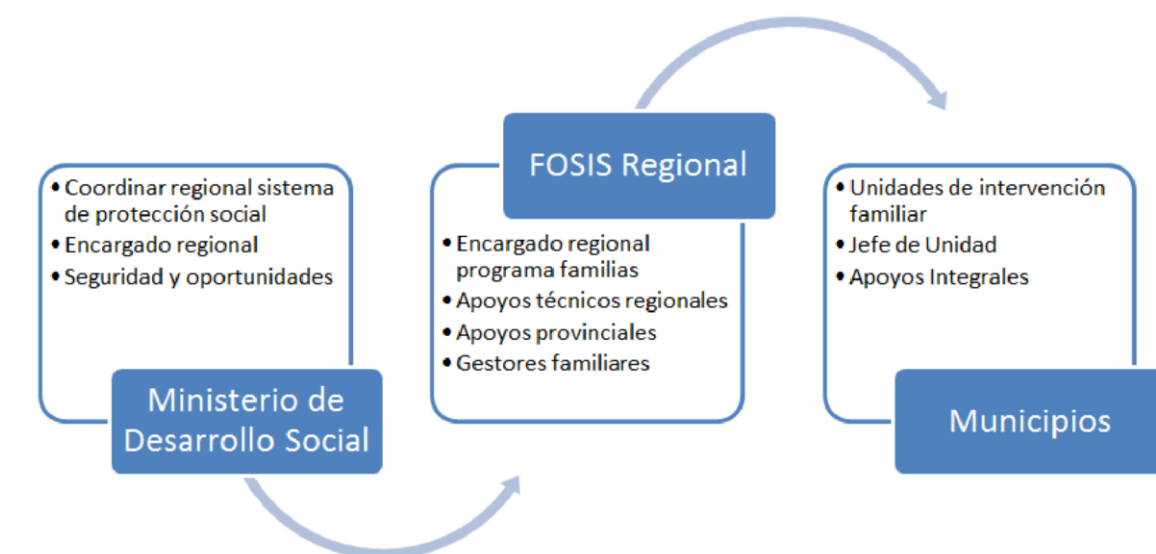 • Coordinar regional sistema
de protección social
• Encargado regional
• Seguridad y oportunidades
Ministerio de
Desarrollo Social
FOSIS Regional
• Encargado regional
programa familias
• Apoyos técnicos regionales
• Apoyos provinciales
• Gestores familiares
• Unidades de intervención
familiar
• Jefe de Unidad
• Apoyos Integrales
Municipios